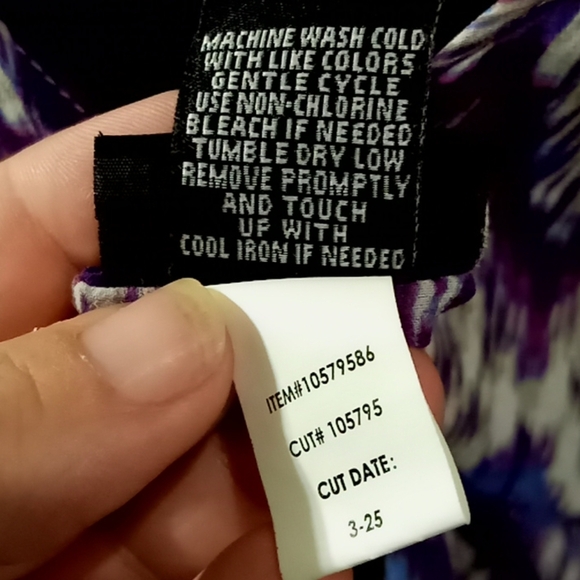 MACHINE WASH COLD
WITH LIKE COLORS
GENTLE CYCLE
USE NON-CHLORINE
BLEACH IF NEEDED
TUMBLE DRY LOW
REMOVE PROMPTLY
AND TOUCH
UP WITH
COOL IRON IF NEEDED
ITEM#10579586
CUT# 105795
CUT DATE:
3-25